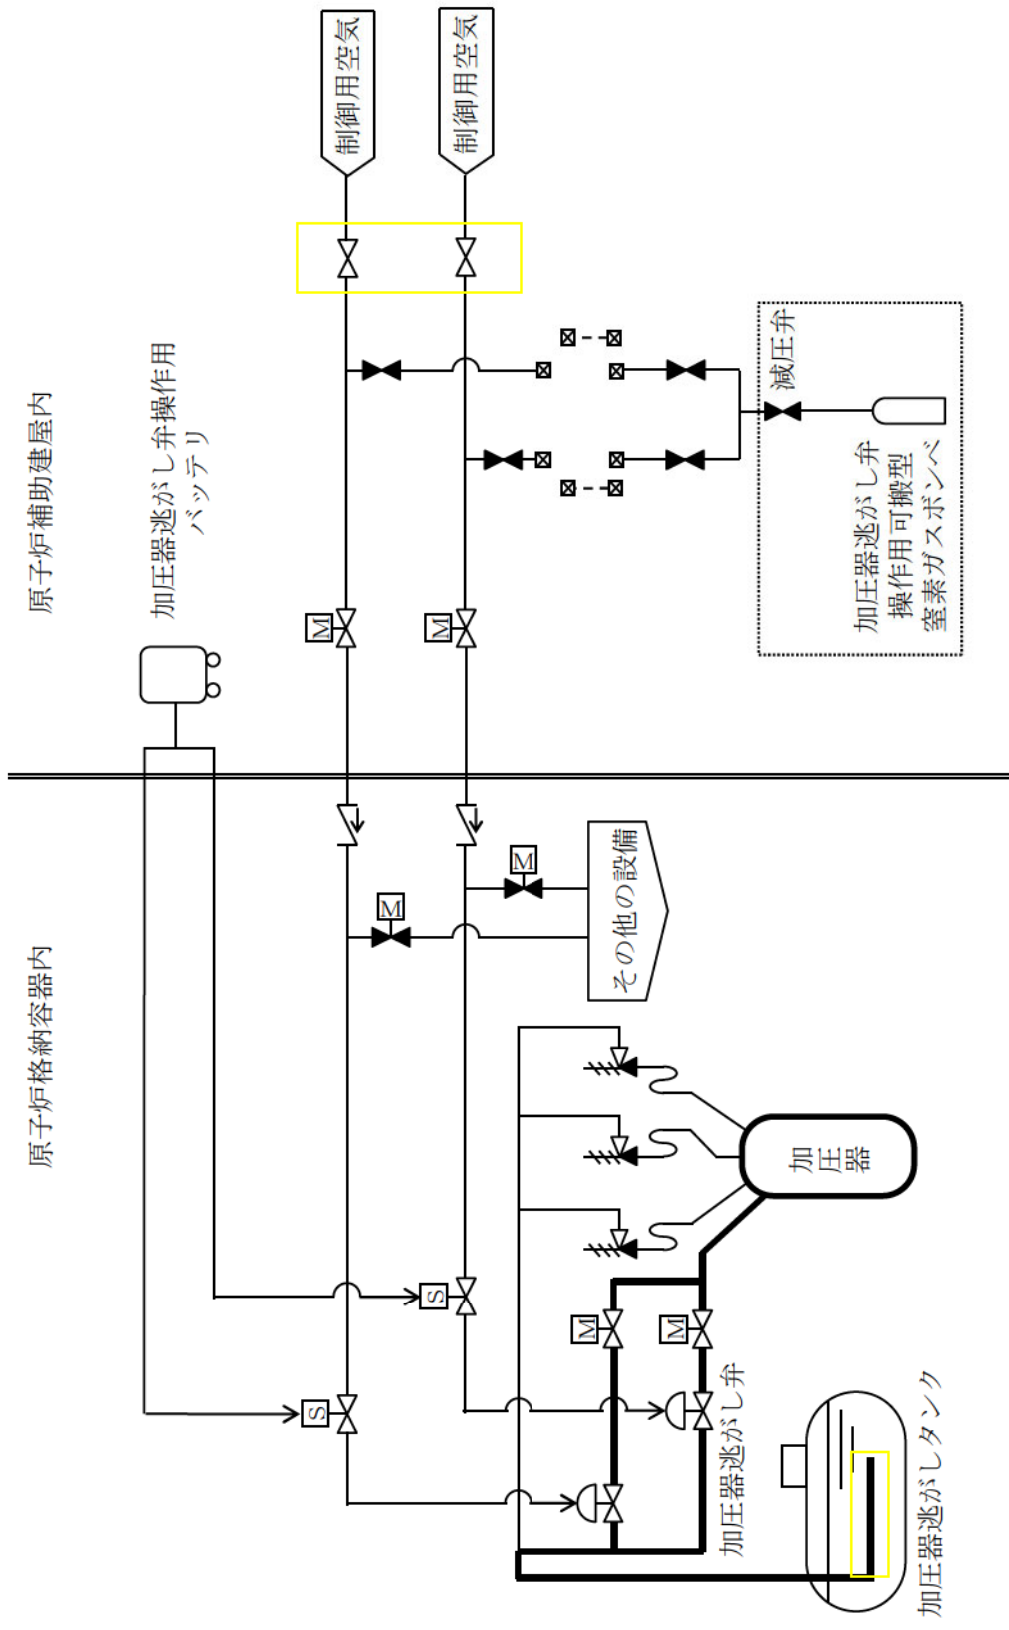 原子炉格納容器内
原子炉補助建屋内
加圧器逃がし弁操作用
バッテリ
制御用空気
制御用空気
M
M
M
M
S
S
M
M
その他の設備
減圧弁
加圧器逃がし弁
操作用可搬型
窒素ガスボンベ
加
圧
器
加圧器逃がし弁
加圧器逃がしタンク